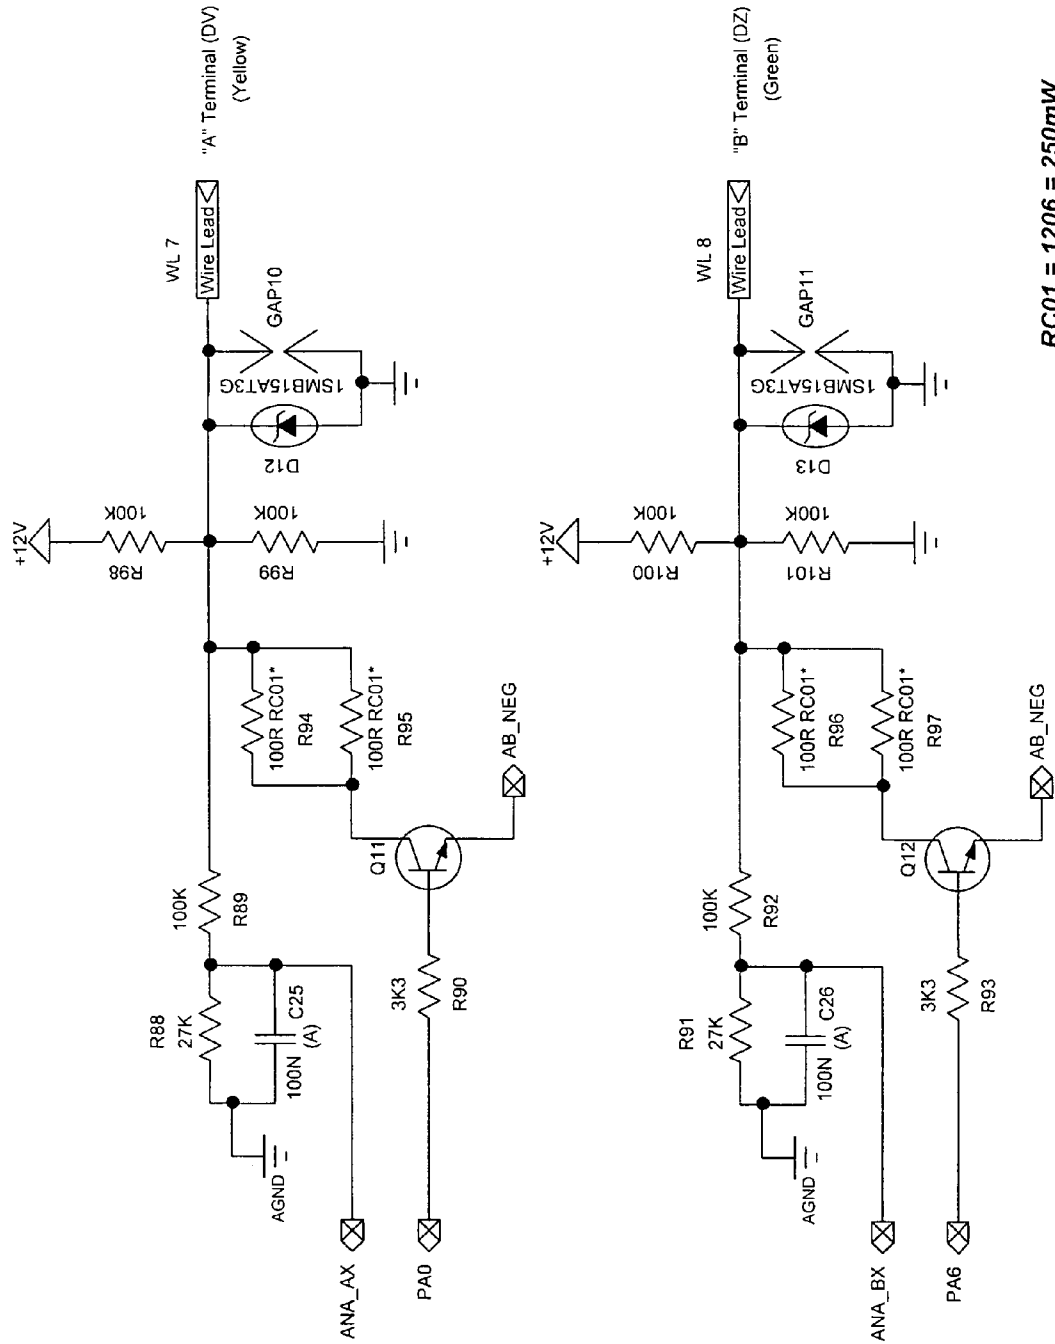 +12V
R98
100K
R99
100K
D12
1SMB15AT3G
GAP10
WL 7
Wire Lead
"A" Terminal (DV)
(Yellow)
100K
R89
R88
27K
C25
(A)
100N
AGND
100R RC01*
R94
100R RC01*
R95
Q11
AB_NEG
3K3
R90
ANA_AX
PA0
+12V
R100
100K
R101
100K
D13
1SMB15AT3G
GAP11
WL 8
Wire Lead
"B" Terminal (DZ)
(Green)
100K
R92
R91
27K
C26
(A)
100N
AGND
100R RC01*
R96
100R RC01*
R97
Q12
AB_NEG
3K3
R93
ANA_BX
PA6
RC01 = 1206 = 250mW